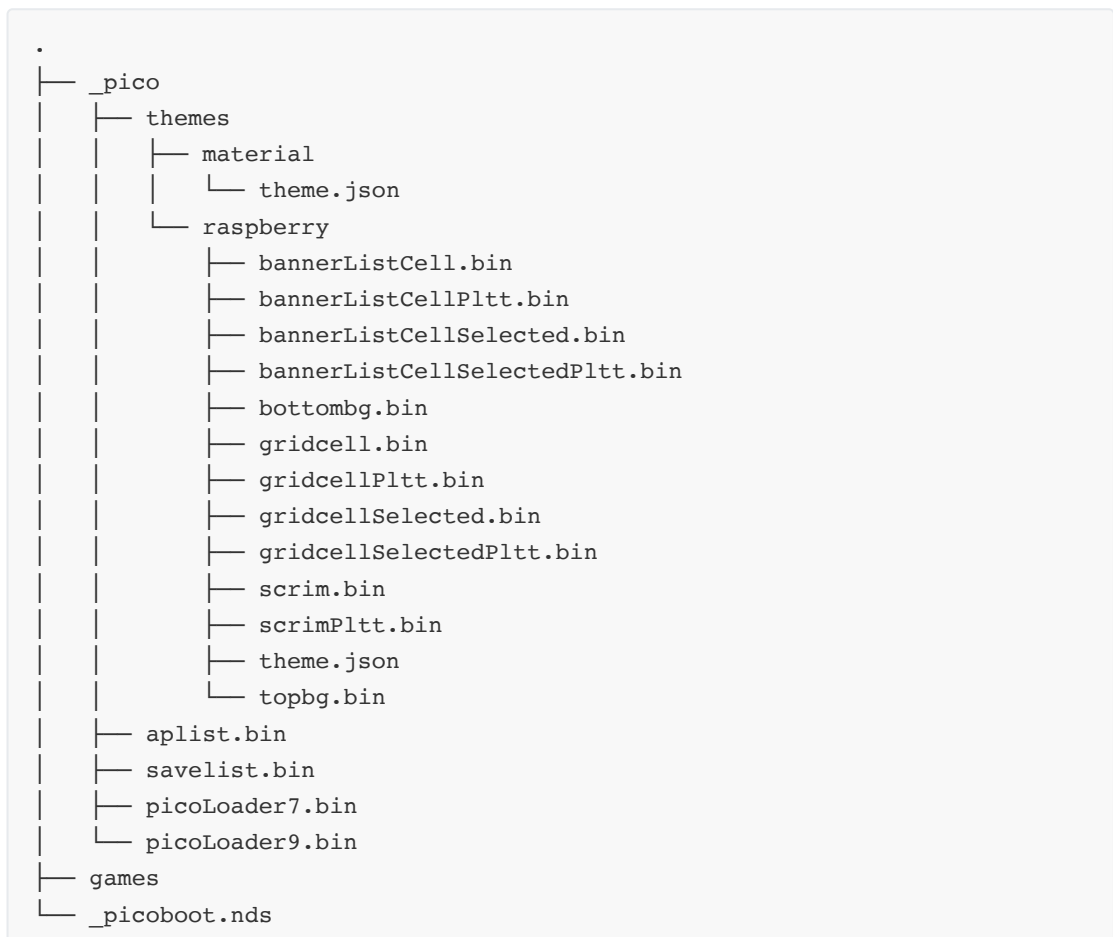 .
├── _pico
│   ├── themes
│   │   ├── material
│   │   │   └── theme.json
│   │   └── raspberry
│   │       ├── bannerListCell.bin
│   │       ├── bannerListCellPltt.bin
│   │       ├── bannerListCellSelected.bin
│   │       ├── bannerListCellSelectedPltt.bin
│   │       ├── bottombg.bin
│   │       ├── gridcell.bin
│   │       ├── gridcellPltt.bin
│   │       ├── gridcellSelected.bin
│   │       ├── gridcellSelectedPltt.bin
│   │       ├── scrim.bin
│   │       ├── scrimPltt.bin
│   │       ├── theme.json
│   │       └── topbg.bin
│   ├── aplist.bin
│   ├── savelist.bin
│   ├── picoLoader7.bin
│   └── picoLoader9.bin
├── games
└── _picoboot.nds